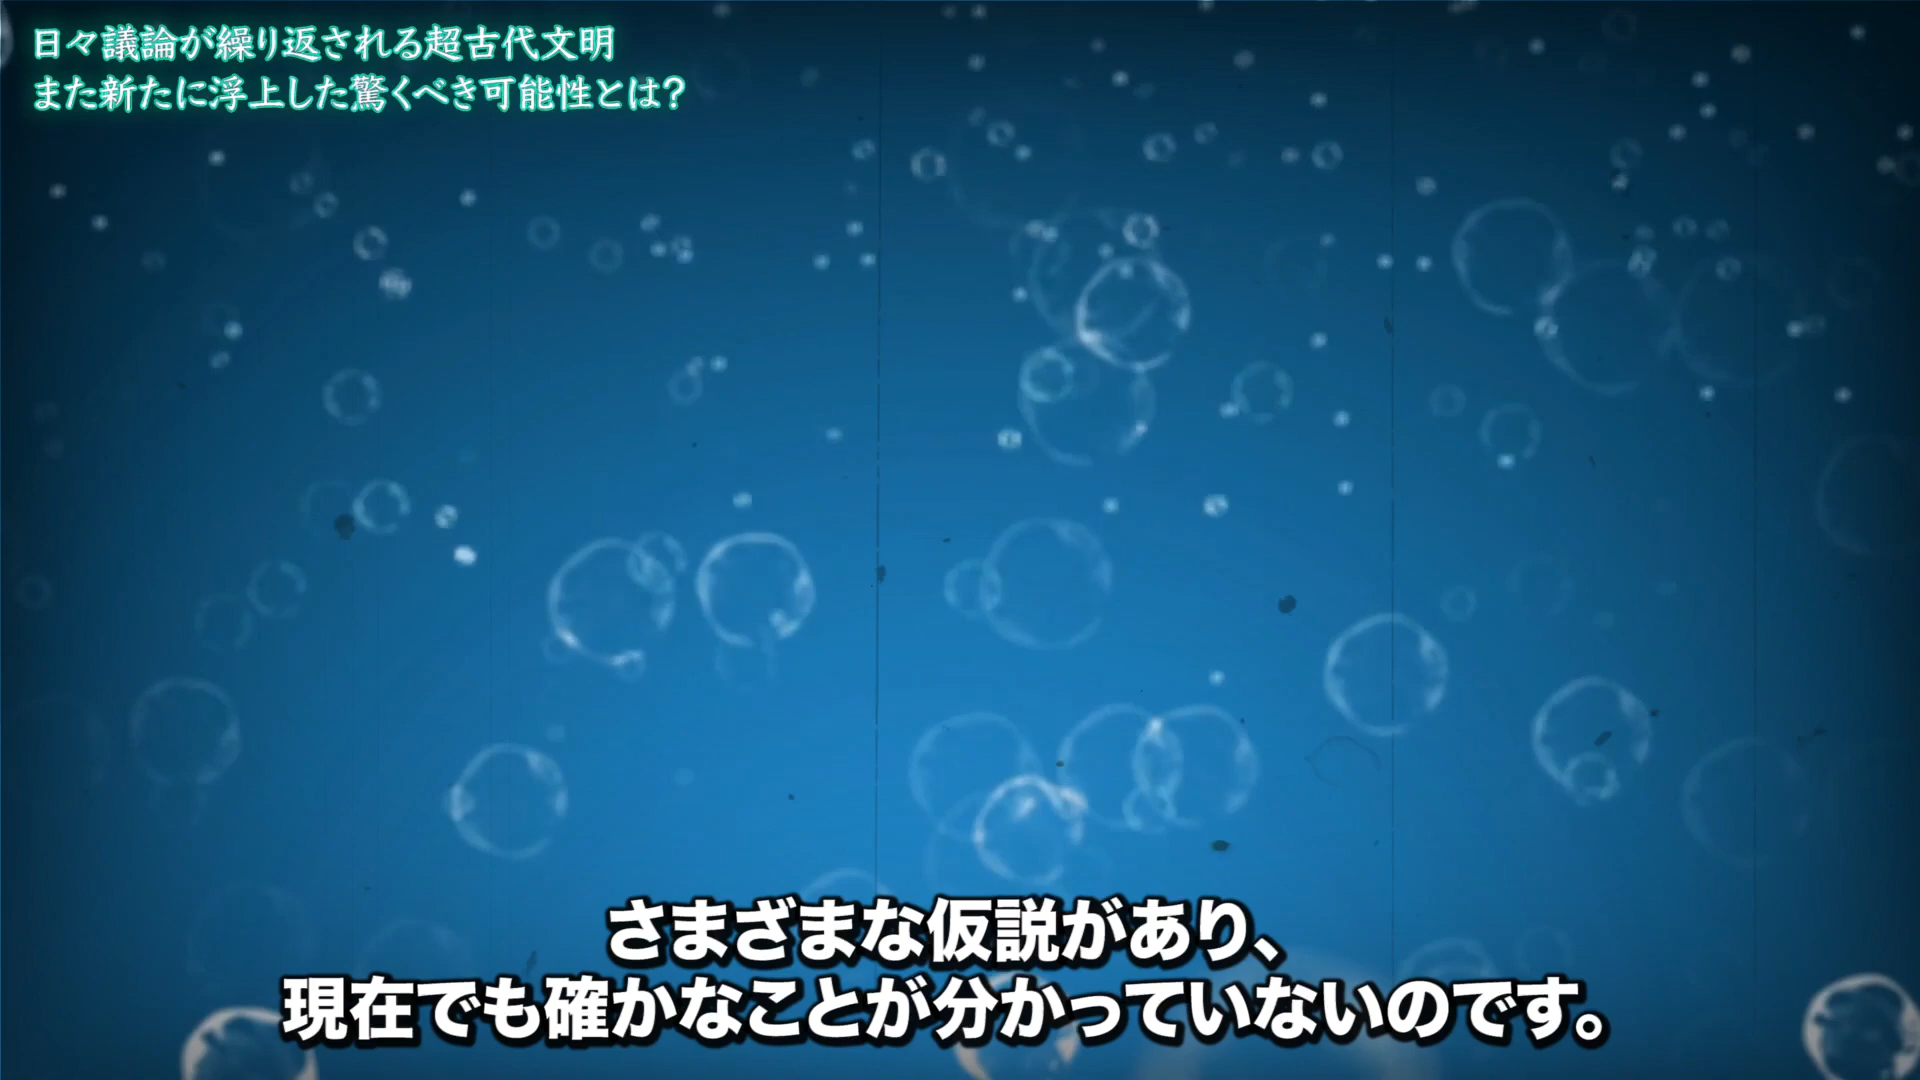 日々議論が繰り返される超古代文明
また新たに浮上した驚くべき可能性とは？
さまざまな仮説があり、
現在でも確かなことが分かっていないのです。